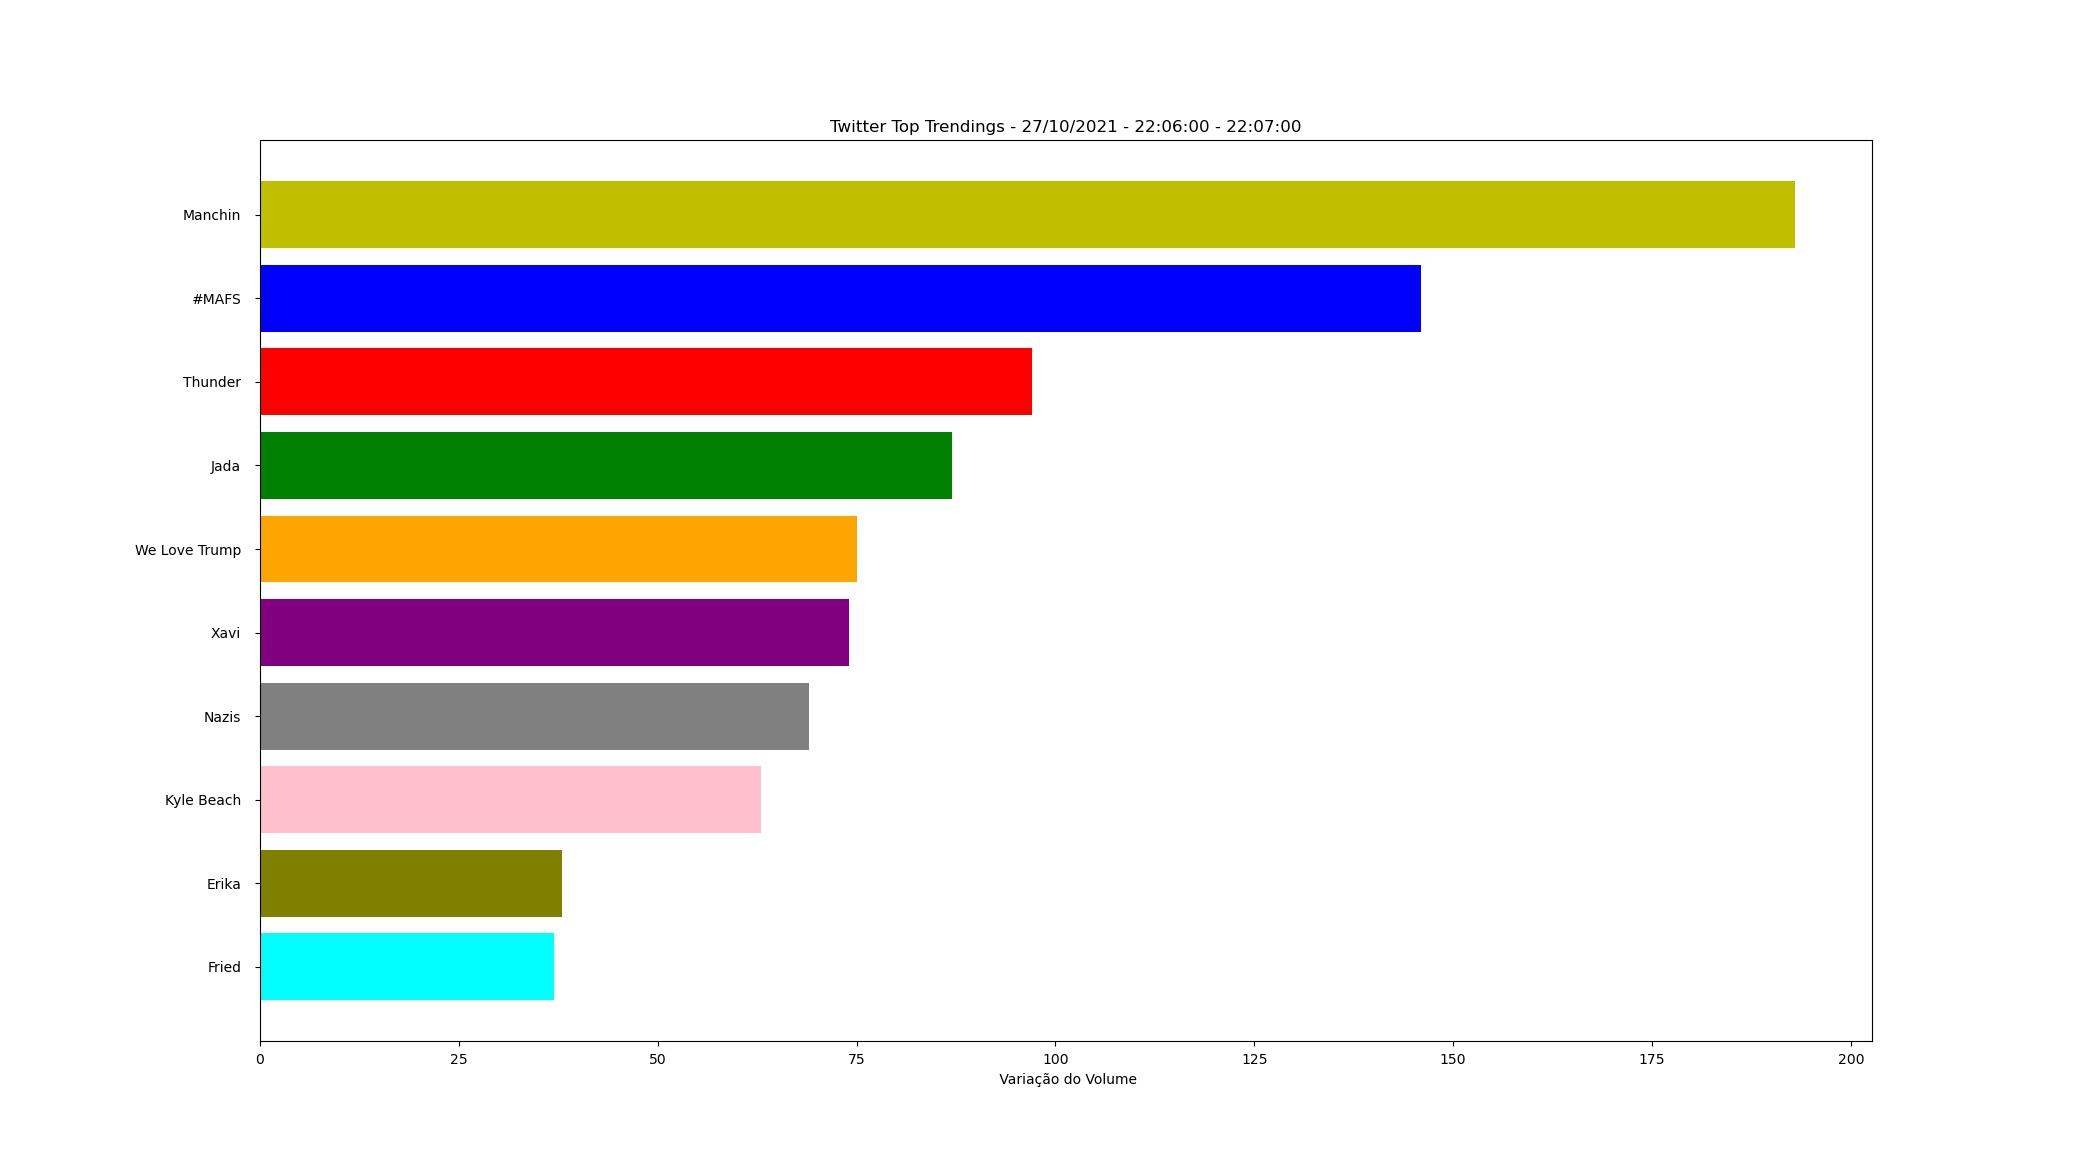 Twitter Top Trendings - 27/10/2021 - 22:06:00 - 22:07:00
Manchin
#MAFS
Thunder
Jada
We Love Trump
Xavi
Nazis
Kyle Beach
Erika
Fried
0 25 50 75 100 125 150 175 200
Variação do Volume